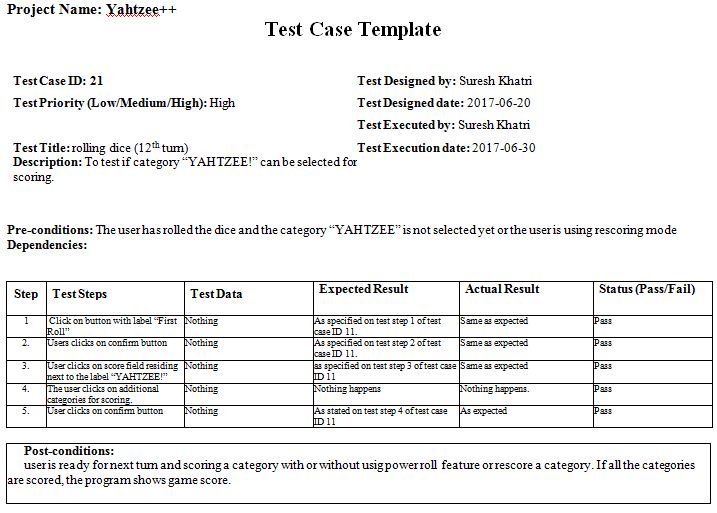 Project Name: Yahtzee++
Test Case Template
Test Case ID: 21
Test Designed by: Suresh Khatri
Test Priority (Low/Medium/High): High
Test Designed date: 2017-06-20
Test Executed by: Suresh Khatri
Test Title: rolling dice (12th turn)
Test Execution date: 2017-06-30
Description: To test if category “YAHTZEE!” can be selected for
scoring.
Pre-conditions: The user has rolled the dice and the category “YAHTZEE” is not selected yet or the user is using rescoring mode
Dependencies:
Step Test Steps Test Data Expected Result Actual Result Status (Pass/Fail)
1 Click on button with label “First Nothing As specified on test step 1 of test Same as expected Pass
Roll” case ID 11.
2. Users clicks on confirm button Nothing As specified on test step 2 of test Same as expected Pass
case ID 11.
3. User clicks on score field residing Nothing as specified on test step 3 of test case Same as expected Pass
next to the label “YAHTZEE!” ID 11
4. The user clicks on additional Nothing Nothing happens Nothing happens. Pass
categories for scoring.
5. User clicks on confirm button Nothing As stated on test step 4 of test case As expected Pass
ID 11
Post-conditions:
user is ready for next turn and scoring a category with or without usig power roll feature or rescore a category. If all the categories
are scored, the program shows game score.